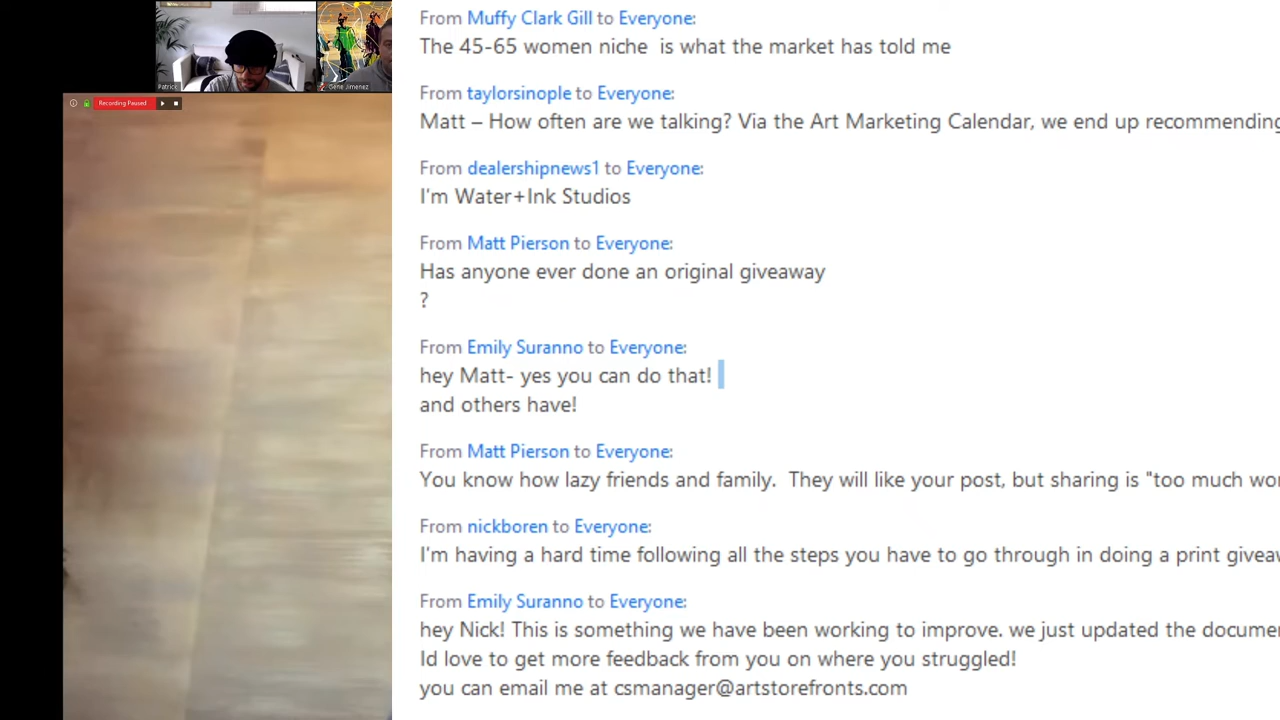 From Muffy Clark Gill to Everyone:
The 45-65 women niche  is what the market has told me
From taylorsinople to Everyone:
Matt – How often are we talking? Via the Art Marketing Calendar, we end up recommending
From dealershipnews1 to Everyone:
I'm Water+Ink Studios
From Matt Pierson to Everyone:
Has anyone ever done an original giveaway
?
From Emily Suranno to Everyone:
hey Matt- yes you can do that!
and others have!
From Matt Pierson to Everyone:
You know how lazy friends and family.  They will like your post, but sharing is "too much
From nickboren to Everyone:
I'm having a hard time following all the steps you have to go through in doing a print
From Emily Suranno to Everyone:
hey Nick! This is something we have been working to improve. we just updated the
Id love to get more feedback from you on where you struggled!
you can email me at csmanager@artstorefronts.com
Patrick
Gene Jimenez
Recording Paused